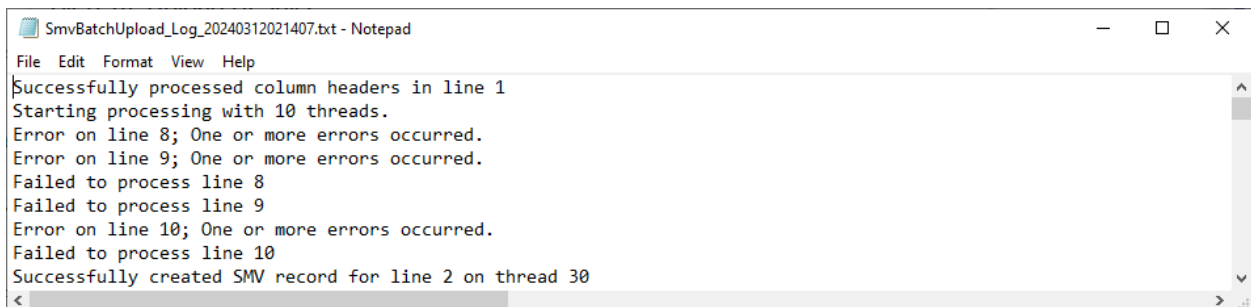 SmvBatchUpload_Log_20240312021407.txt - Notepad
File Edit Format View Help
Successfully processed column headers in line 1
Starting processing with 10 threads.
Error on line 8; One or more errors occurred.
Error on line 9; One or more errors occurred.
Failed to process line 8
Failed to process line 9
Error on line 10; One or more errors occurred.
Failed to process line 10
Successfully created SMV record for line 2 on thread 30